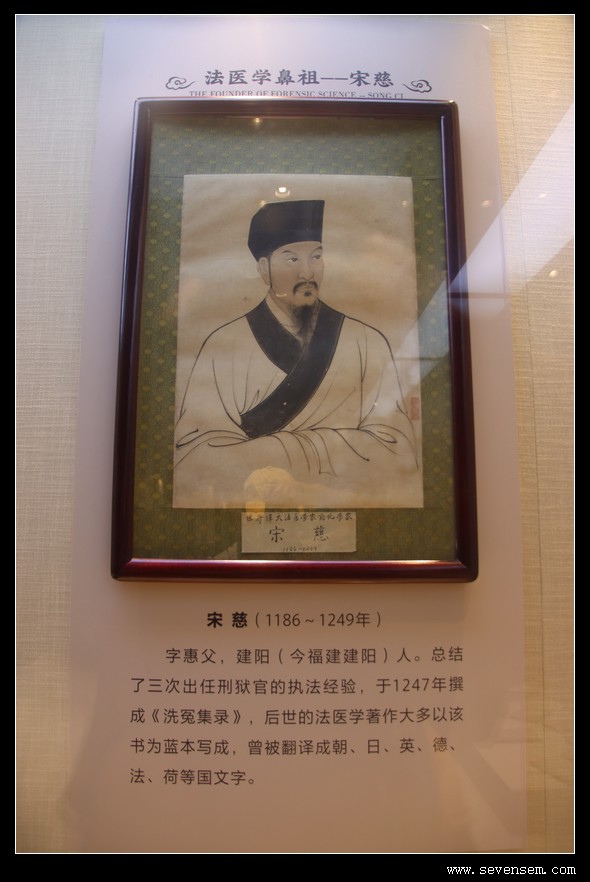 法医学鼻祖——宋慈
THE FOUNDER OF FORENSIC SCIENCE -- SONG CI
宋 慈
宋 慈（1186～1249年）
字惠父，建阳（今福建建阳）人。总结
了三次出任刑狱官的执法经验，于1247年撰
成《洗冤集录》，后世的法医学著作大多以该
书为蓝本写成，曾被翻译成朝、日、英、德、
法、荷等国文字。
www.sevensem.com